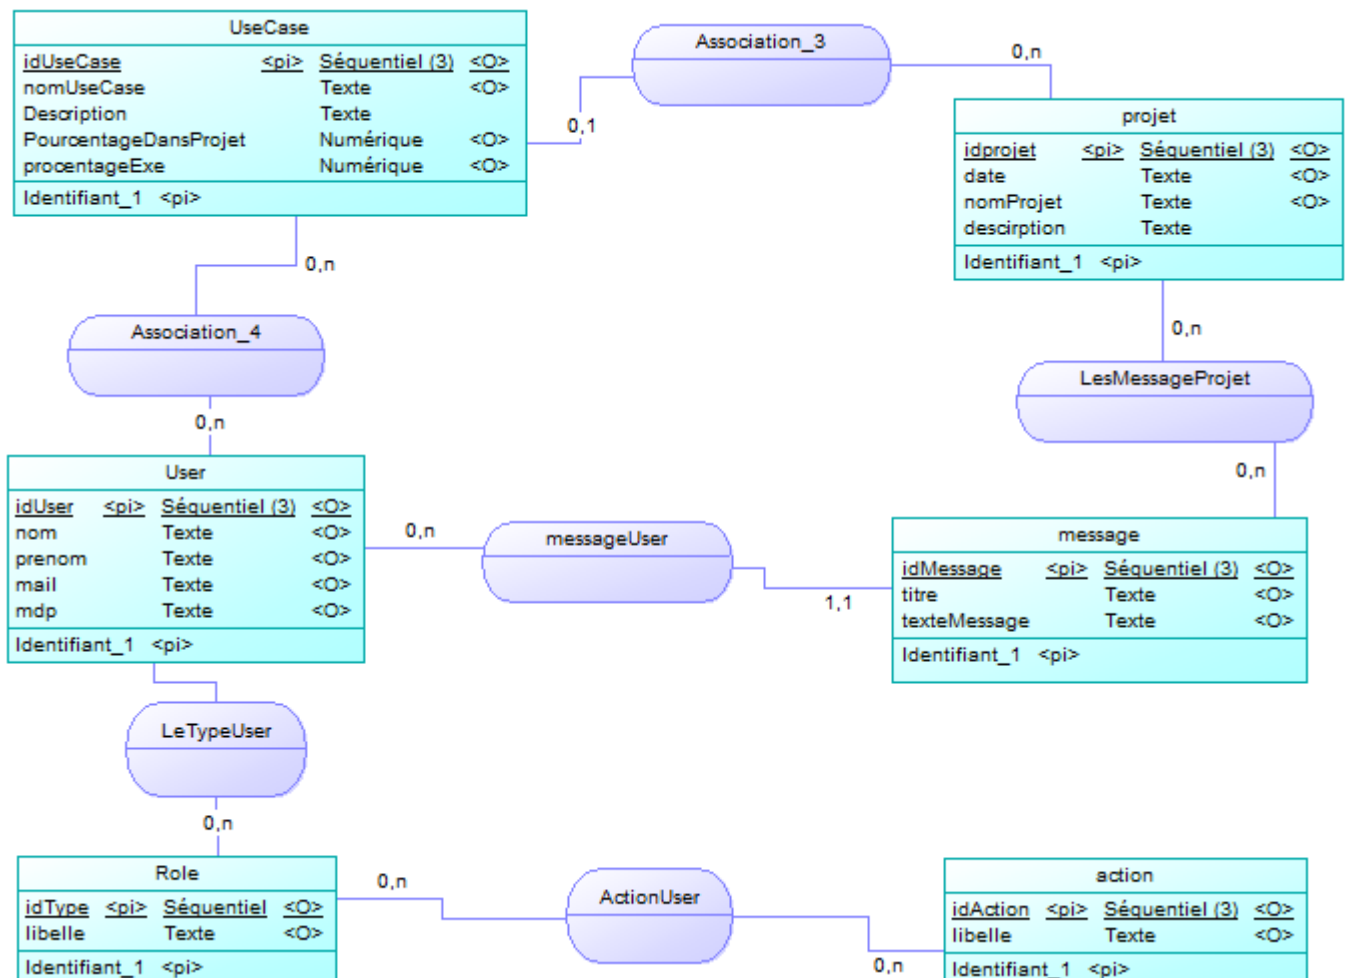 UseCase
idUseCase <pi> Séquentiel (3) <O>
nomUseCase Texte <O>
Description Texte
PourcentageDansProjet Numérique <O>
procentageExe Numérique <O>
Identifiant_1 <pi>
0,1
Association_3
0,n
projet
idprojet <pi> Séquentiel (3) <O>
date Texte <O>
nomProjet Texte <O>
descirption Texte
Identifiant_1 <pi>
0,n
Association_4
0,n
0,n
LesMessageProjet
0,n
User
idUser <pi> Séquentiel (3) <O>
nom Texte <O>
prenom Texte <O>
mail Texte <O>
mdp Texte <O>
Identifiant_1 <pi>
0,n
messageUser
1,1
message
idMessage <pi> Séquentiel (3) <O>
titre Texte <O>
texteMessage Texte <O>
Identifiant_1 <pi>
LeTypeUser
0,n
Role
idType <pi> Séquentiel <O>
libelle Texte <O>
Identifiant_1 <pi>
0,n
ActionUser
0,n
action
idAction <pi> Séquentiel (3) <O>
libelle Texte <O>
Identifiant_1 <pi>